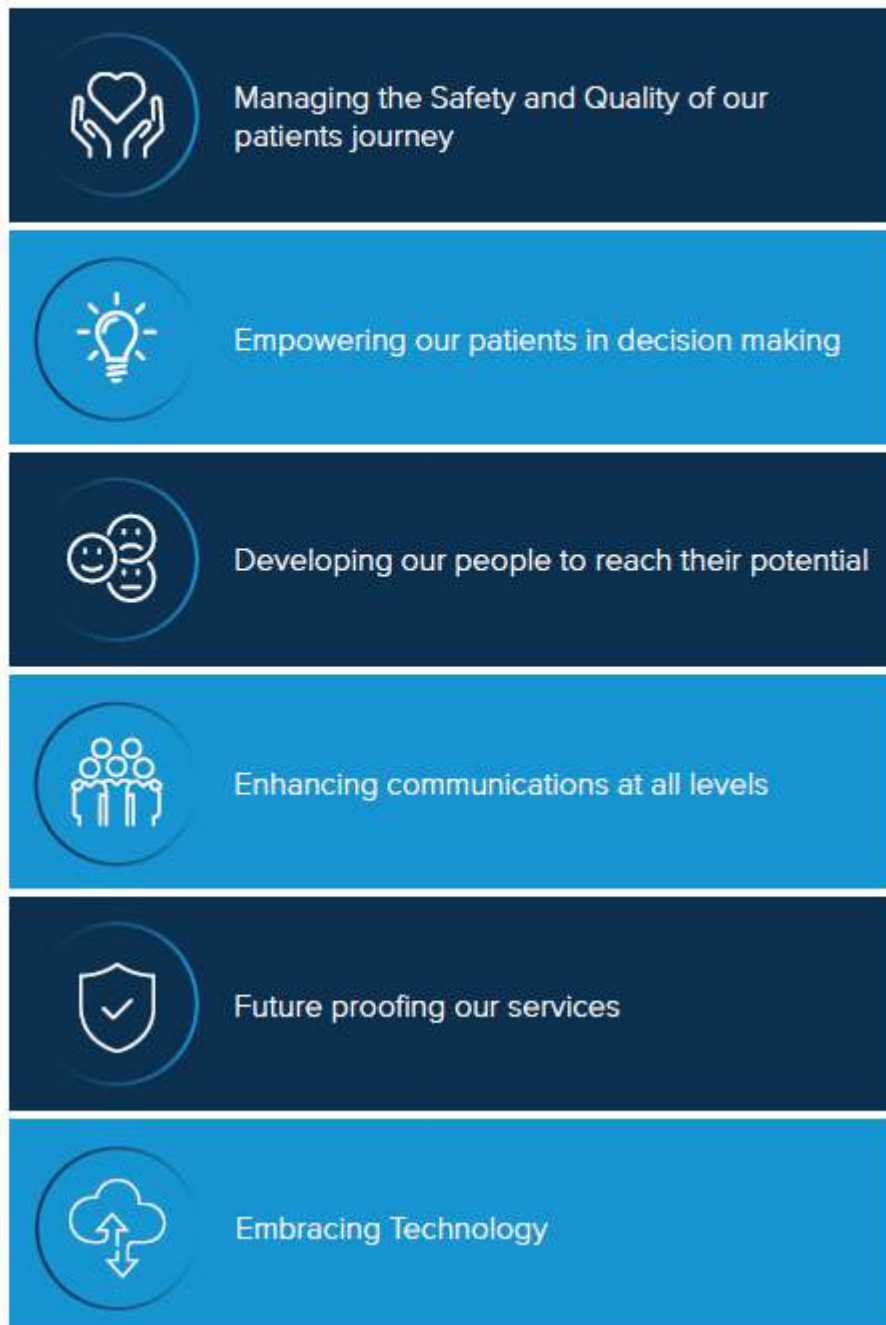 Managing the Safety and Quality of our
patients journey
Empowering our patients in decision making
Developing our people to reach their potential
Enhancing communications at all levels
Future proofing our services
Embracing Technology